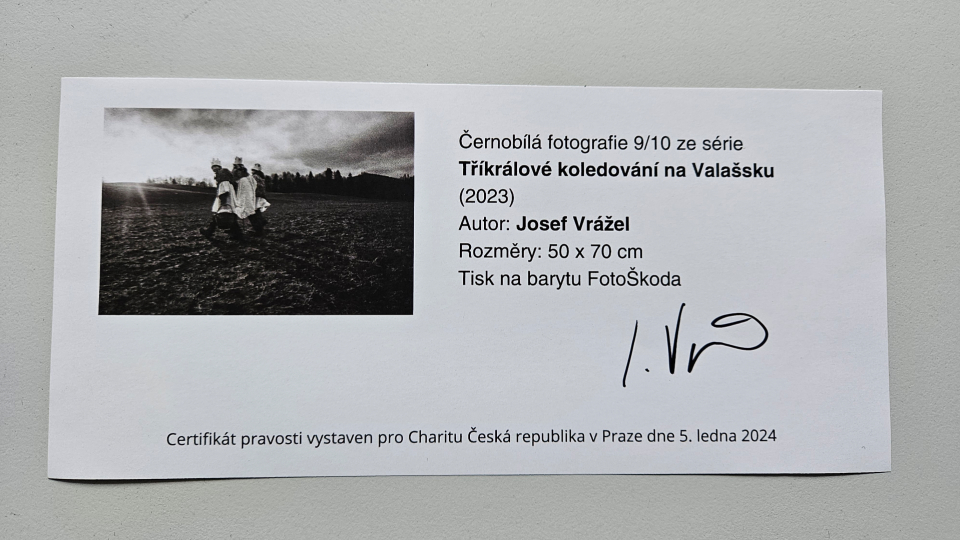 Černobílá fotografie 9/10 ze série
Tříkrálové koledování na Valašsku
(2023)
Autor: Josef Vrážel
Rozměry: 50 x 70 cm
Tisk na barytu FotoŠkoda
Certifikát pravosti vystaven pro Charitu Česká republika v Praze dne 5. ledna 2024